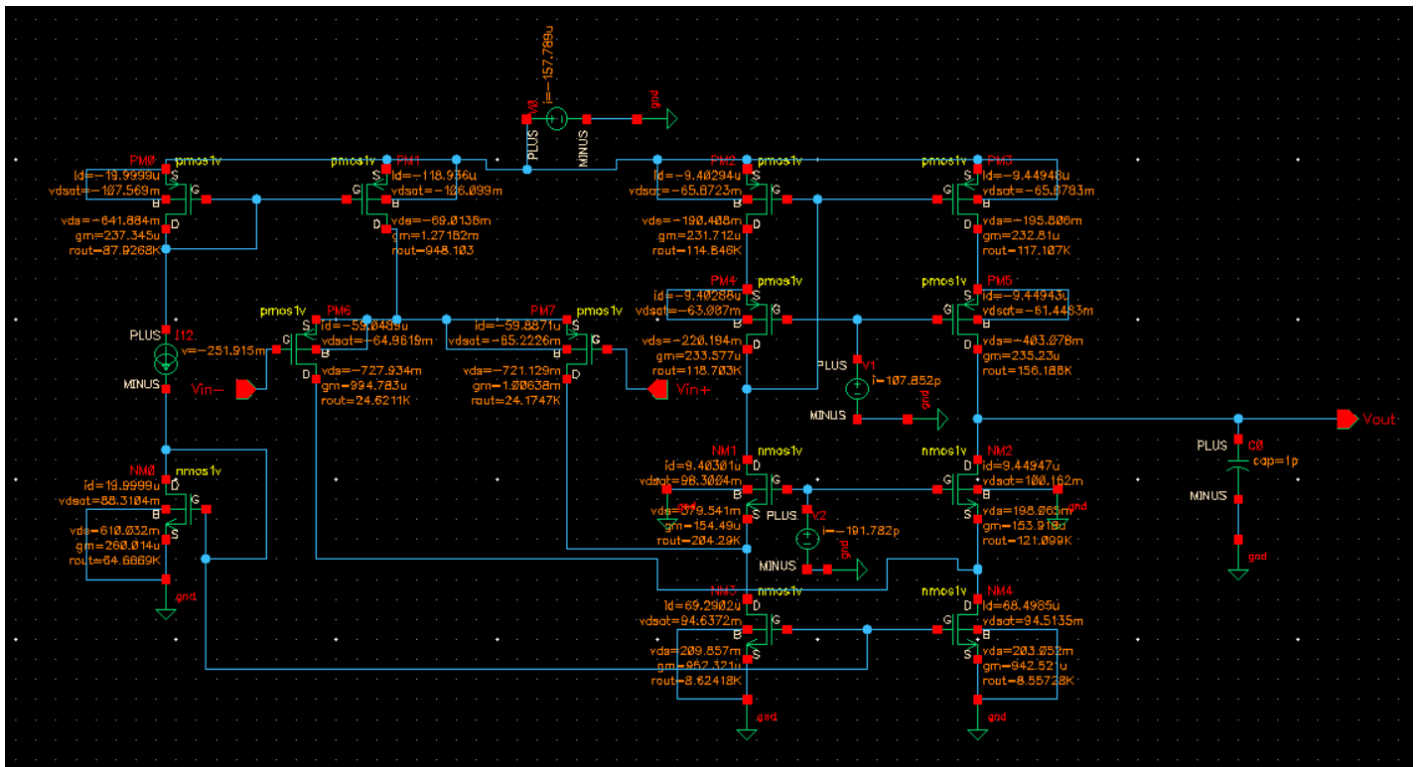 i=-157.789u
V0
PLUS
MINUS
gnd
PM0
pmos1v
id=-19.9999u
vdsat=-107.569m
vds=-641.884m
gm=237.345u
rout=87.9268K
S
G
B
D
pmos1v
PM1
id=-118.936u
vdsat=-106.099m
vds=-69.0136m
gm=1.27162m
rout=948.103
S
G
B
D
PM2
pmos1v
id=-9.40294u
vdsat=-65.8723m
vds=-190.408m
gm=231.712u
rout=114.846K
S
G
B
D
pmos1v
PM3
id=-9.44948u
vdsat=-65.8783m
vds=-195.806m
gm=232.81u
rout=117.107K
S
G
B
D
PM4
pmos1v
id=-9.40288u
vdsat=-63.087m
vds=-220.194m
gm=233.577u
rout=118.703K
S
G
B
D
pmos1v
PM5
id=-9.44943u
vdsat=-61.4483m
vds=-403.078m
gm=235.23u
rout=156.188K
S
G
B
D
PLUS
I12
v=-251.915m
MINUS
pmos1v
PM6
id=-59.0489u
vdsat=-64.9619m
vds=-727.934m
gm=994.783u
rout=24.6211K
S
G
B
D
Vin-
PM7
pmos1v
id=-59.8871u
vdsat=-65.2226m
vds=-721.129m
gm=1.00638m
rout=24.1747K
S
G
B
D
Vin+
PLUS
V1
i=107.852p
MINUS
gnd
Vout
PLUS
C0
cap=1p
MINUS
gnd
NM0
nmos1v
id=19.9999u
vdsat=88.3104m
vds=610.032m
gm=260.014u
rout=64.6869K
D
G
B
S
gnd
NM1
nmos1v
id=9.40301u
vdsat=98.3004m
vds=379.541m
gm=154.49u
rout=204.29K
D
G
B
S
gnd
nmos1v
NM2
id=9.44947u
vdsat=100.162m
vds=198.065m
rout=121.099K
D
G
B
S
gnd
PLUS
V2
i=-191.782p
MINUS
gnd
NM3
nmos1v
id=69.2902u
vdsat=94.6372m
vds=209.857m
gm=952.321u
rout=8.62418K
D
G
B
S
gnd
nmos1v
NM4
id=68.4985u
vdsat=94.5135m
vds=203.052m
gm=942.521u
rout=8.55728K
D
G
B
S
gnd